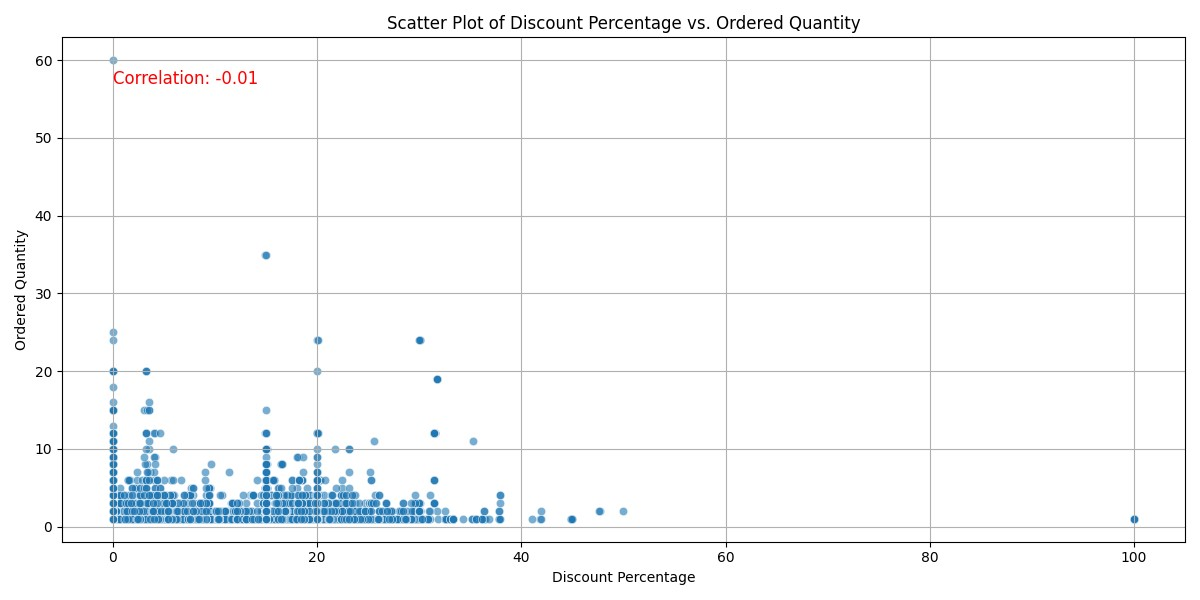 Scatter Plot of Discount Percentage vs. Ordered Quantity
60
Correlation: -0.01
50
40
30
20
10
0
Ordered Quantity
0 20 40 60 80 100
Discount Percentage